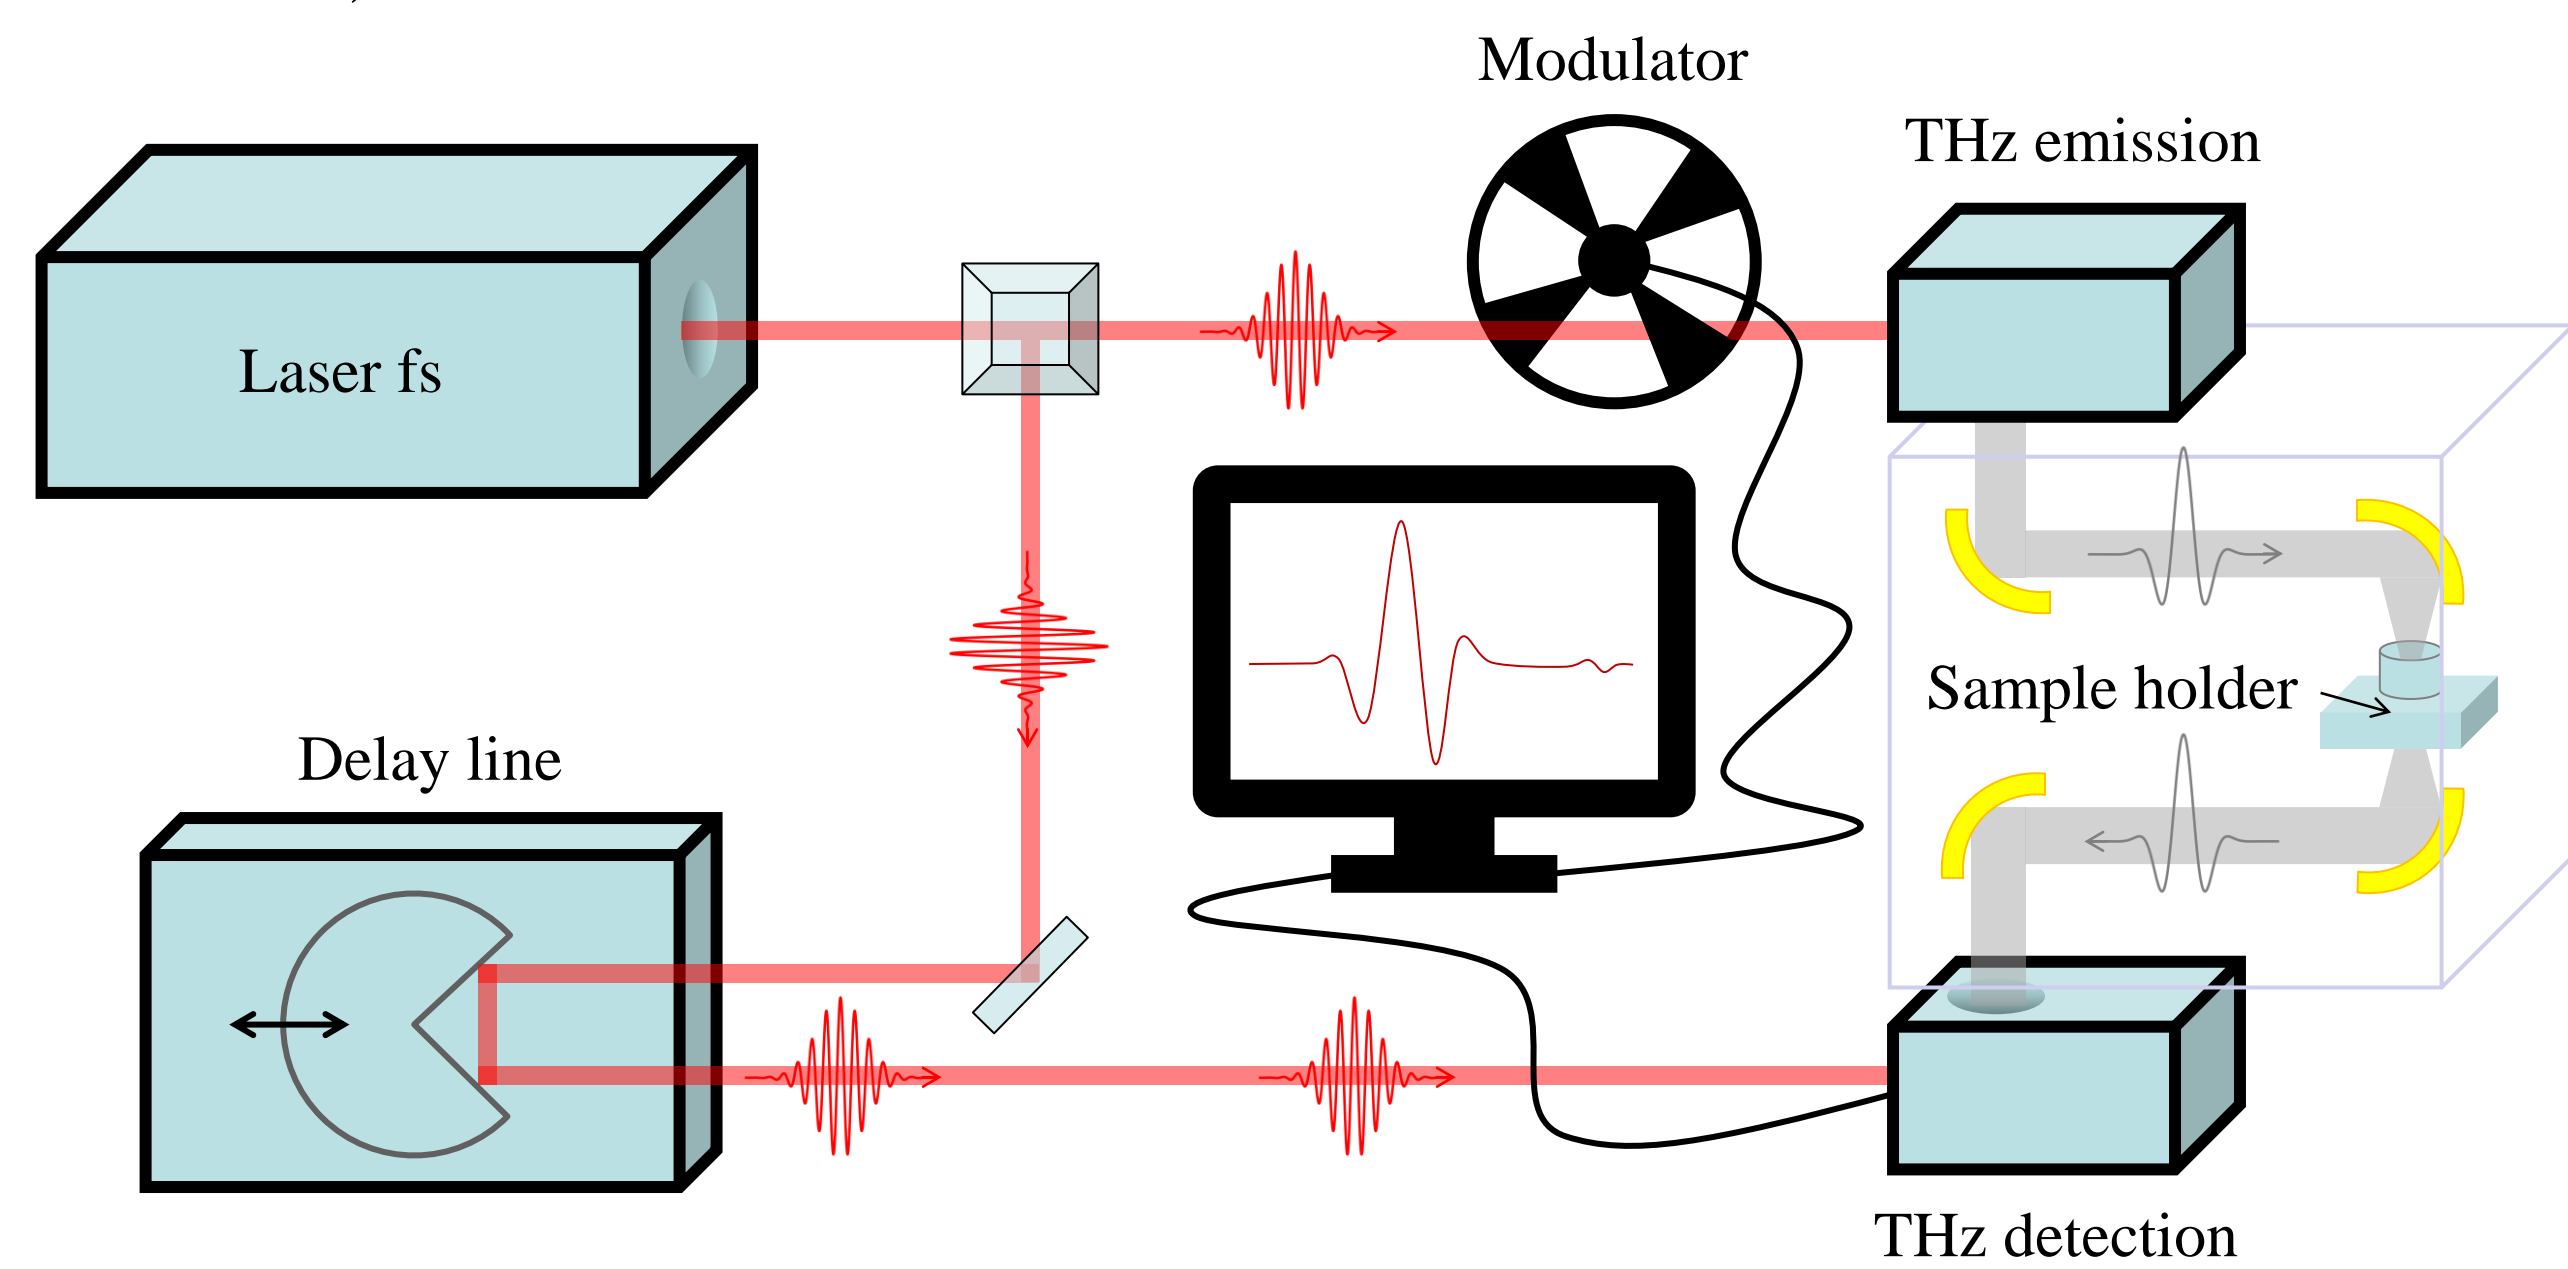 Modulator
THz emission
Laser fs
Sample holder
Delay line
THz detection